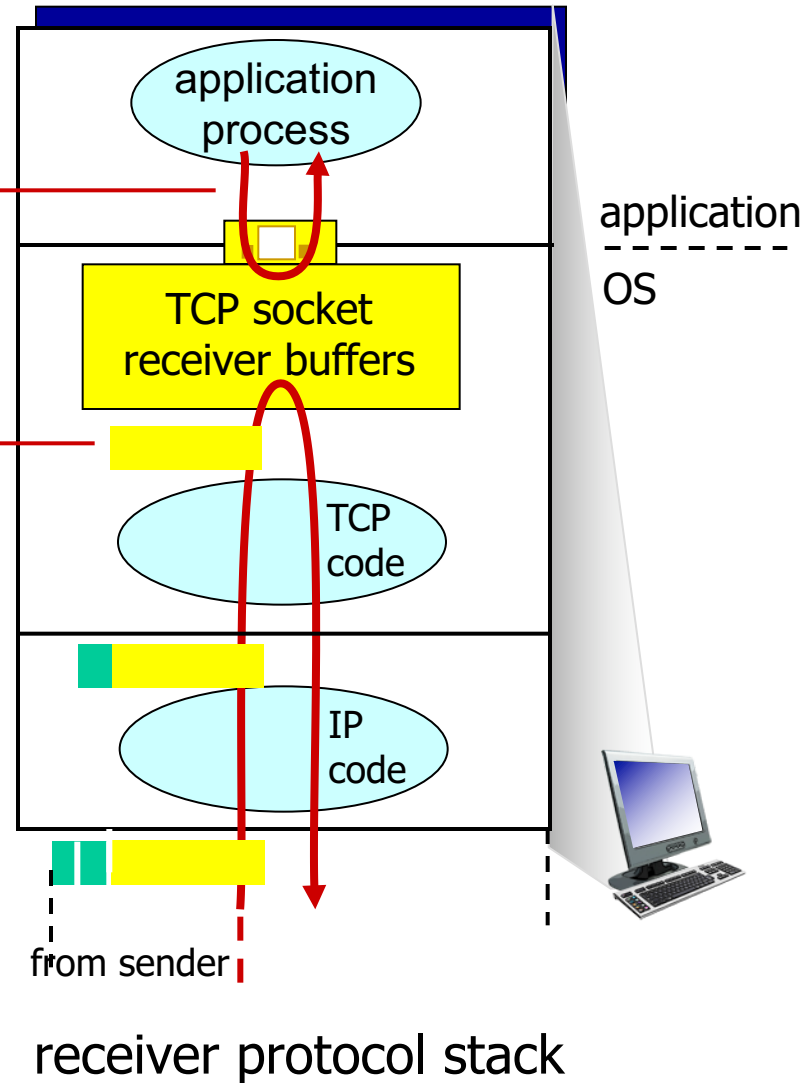 application
process
application
OS
TCP socket
receiver buffers
TCP
code
IP
code
from sender
receiver protocol stack